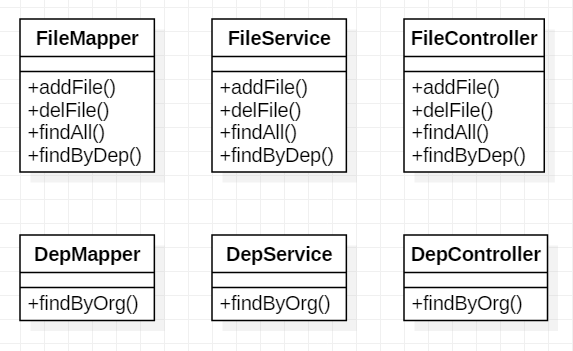 FileMapper
+addFile()
+delFile()
+findAll()
+findByDep()
FileService
+addFile()
+delFile()
+findAll()
+findByDep()
FileController
+addFile()
+delFile()
+findAll()
+findByDep()
DepMapper
+findByOrg()
DepService
+findByOrg()
DepController
+findByOrg()